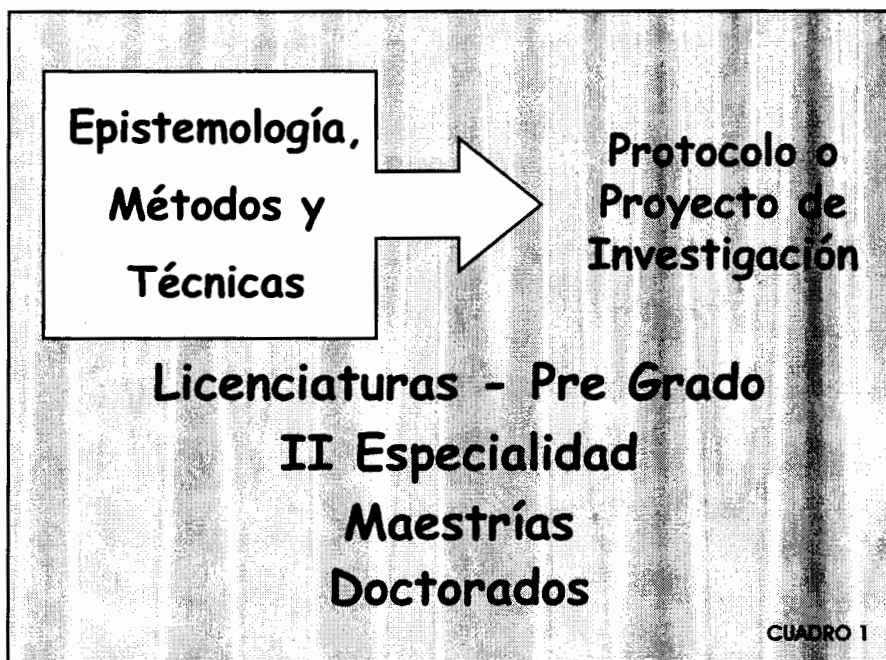 Epistemología,
Métodos y
Técnicas
Protocolo o
Proyecto de
Investigación
Licenciaturas - Pre Grado
II Especialidad
Maestrías
Doctorados
CUADRO 1